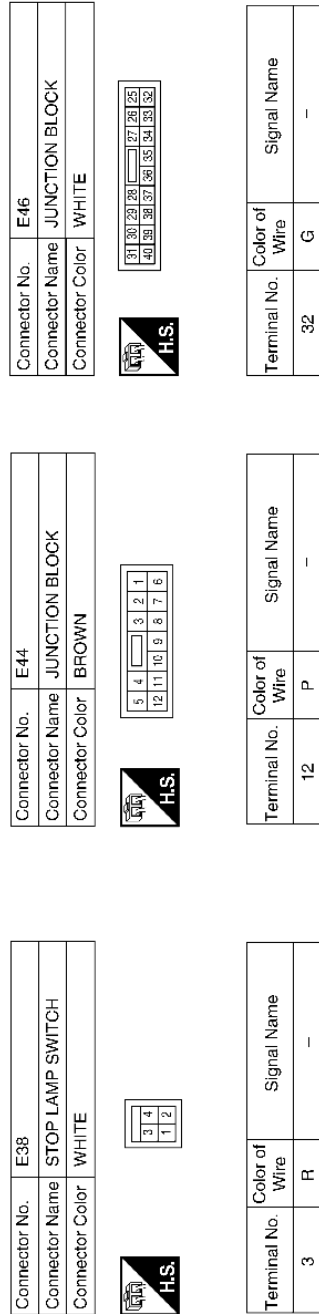 Connector No. E38
Connector Name STOP LAMP SWITCH
Connector Color WHITE
3 4
1 2
H.S.
Terminal No. Color of Wire Signal Name
3 R –
Connector No. E44
Connector Name JUNCTION BLOCK
Connector Color BROWN
5 4 3 2 1
12 11 10 9 8 7 6
H.S.
Terminal No. Color of Wire Signal Name
12 P –
Connector No. E46
Connector Name JUNCTION BLOCK
Connector Color WHITE
31 30 29 28 27 26 25
40 39 38 37 36 35 34 33 32
H.S.
Terminal No. Color of Wire Signal Name
32 G –